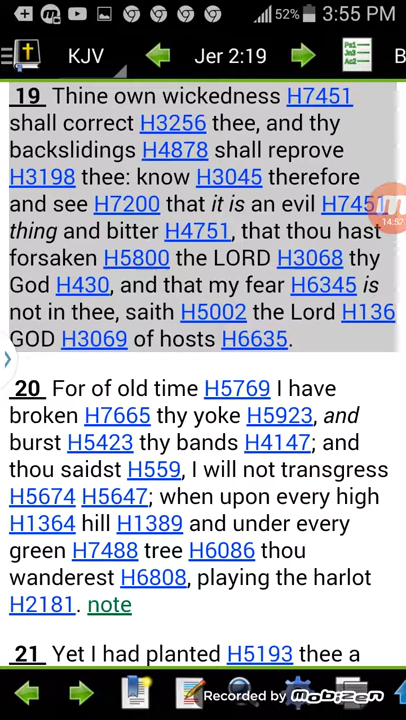 52% 3:55 PM
KJV Jer 2:19 B
19 Thine own wickedness H7451
shall correct H3256 thee, and thy
backslidings H4878 shall reprove
H3198 thee: know H3045 therefore
and see H7200 that it is an evil H7451
14:57
thing and bitter H4751, that thou hast
forsaken H5800 the LORD H3068 thy
God H430, and that my fear H6345 is
not in thee, saith H5002 the Lord H136
GOD H3069 of hosts H6635.
20 For of old time H5769 I have
broken H7665 thy yoke H5923, and
burst H5423 thy bands H4147; and
thou saidst H559, I will not transgress
H5674 H5647; when upon every high
H1364 hill H1389 and under every
green H7488 tree H6086 thou
wanderest H6808, playing the harlot
H2181. note
21 Yet I had planted H5193 thee a
Recorded by Mobizen